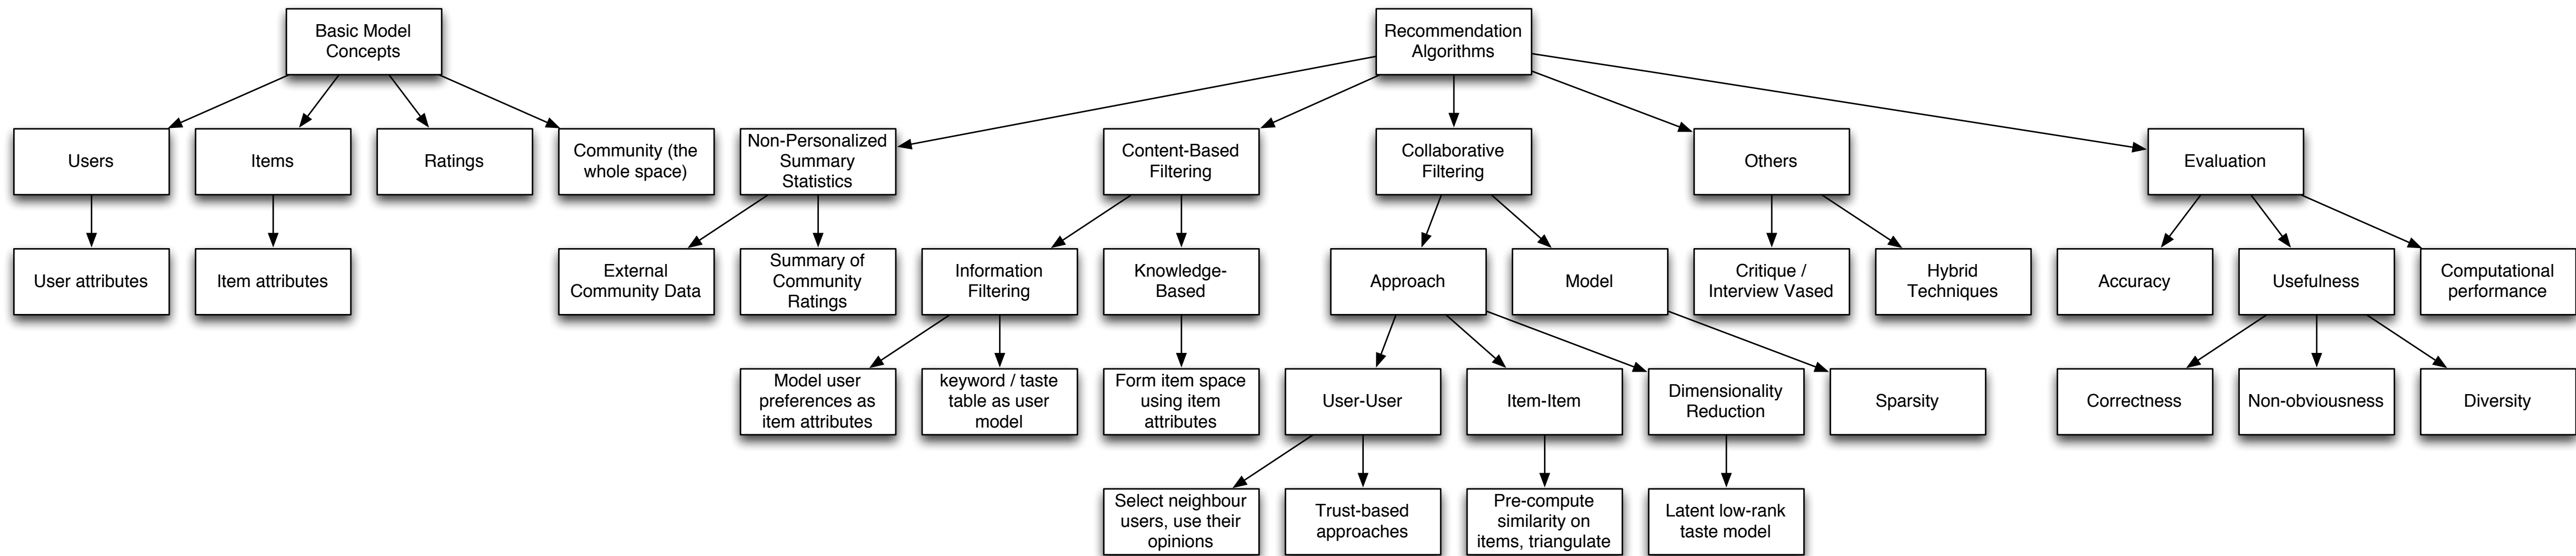 Basic Model
Concepts
Recommendation
Algorithms
Users
Items
Ratings
Community (the
whole space)
Non-Personalized
Summary
Statistics
Content-Based
Filtering
Collaborative
Filtering
Others
Evaluation
User attributes
Item attributes
External
Community Data
Summary of
Community
Ratings
Information
Filtering
Knowledge-
Based
Approach
Model
Critique /
Interview Vased
Hybrid
Techniques
Accuracy
Usefulness
Computational
performance
Model user
preferences as
item attributes
keyword / taste
table as user
model
Form item space
using item
attributes
User-User
Item-Item
Dimensionality
Reduction
Sparsity
Correctness
Non-obviousness
Diversity
Select neighbour
users, use their
opinions
Trust-based
approaches
Pre-compute
similarity on
items, triangulate
Latent low-rank
taste model